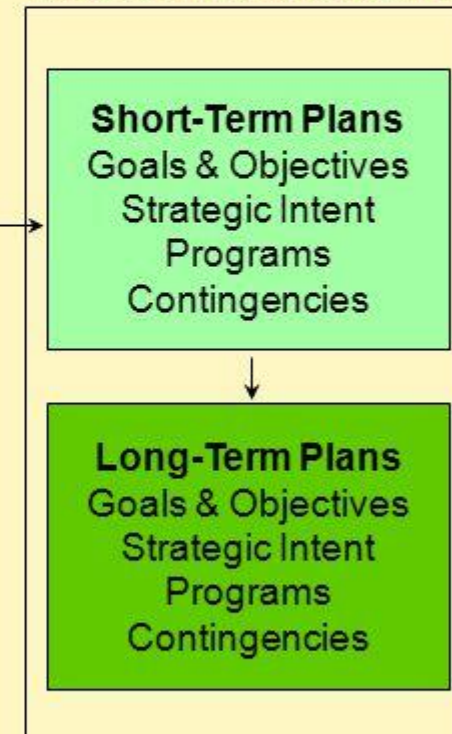 Short-Term Plans
Goals & Objectives
Strategic Intent
Programs
Contingencies
Long-Term Plans
Goals & Objectives
Strategic Intent
Programs
Contingencies